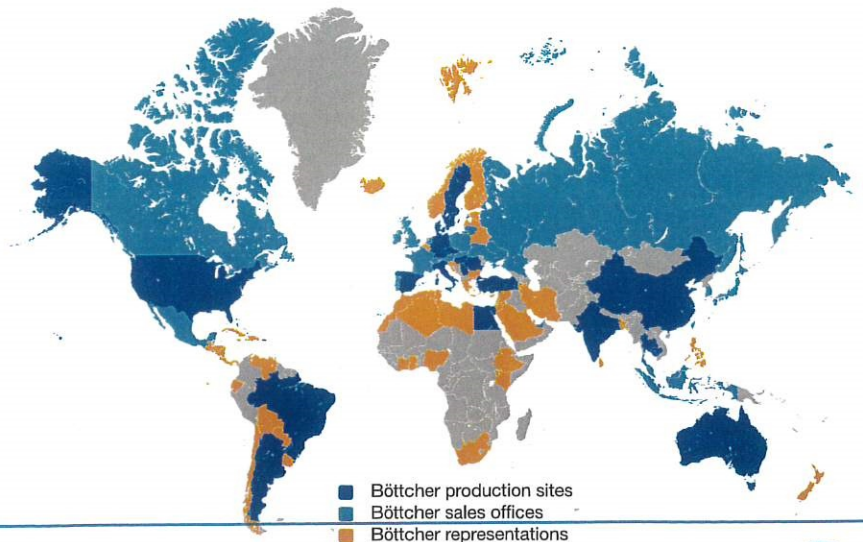 Böttcher production sites
Böttcher sales offices
Böttcher representations